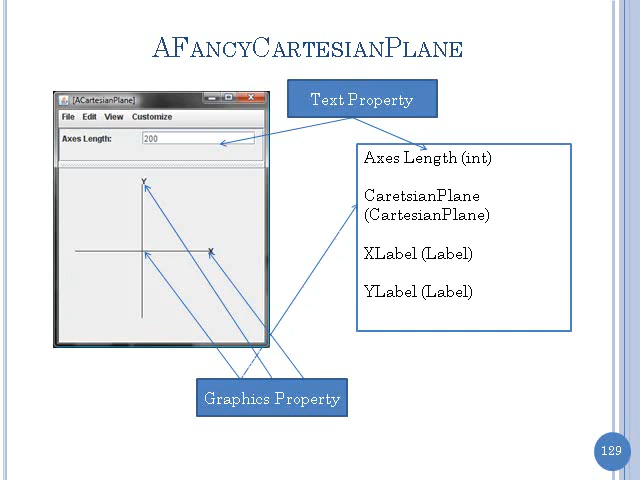 AFANCYCARTESIANPLANE
[ACartesianPlane]
File Edit View Customize
Axes Length: 200
Y
X
Text Property
Axes Length (int)
CaretsianPlane
(CartesianPlane)
XLabel (Label)
YLabel (Label)
Graphics Property
129